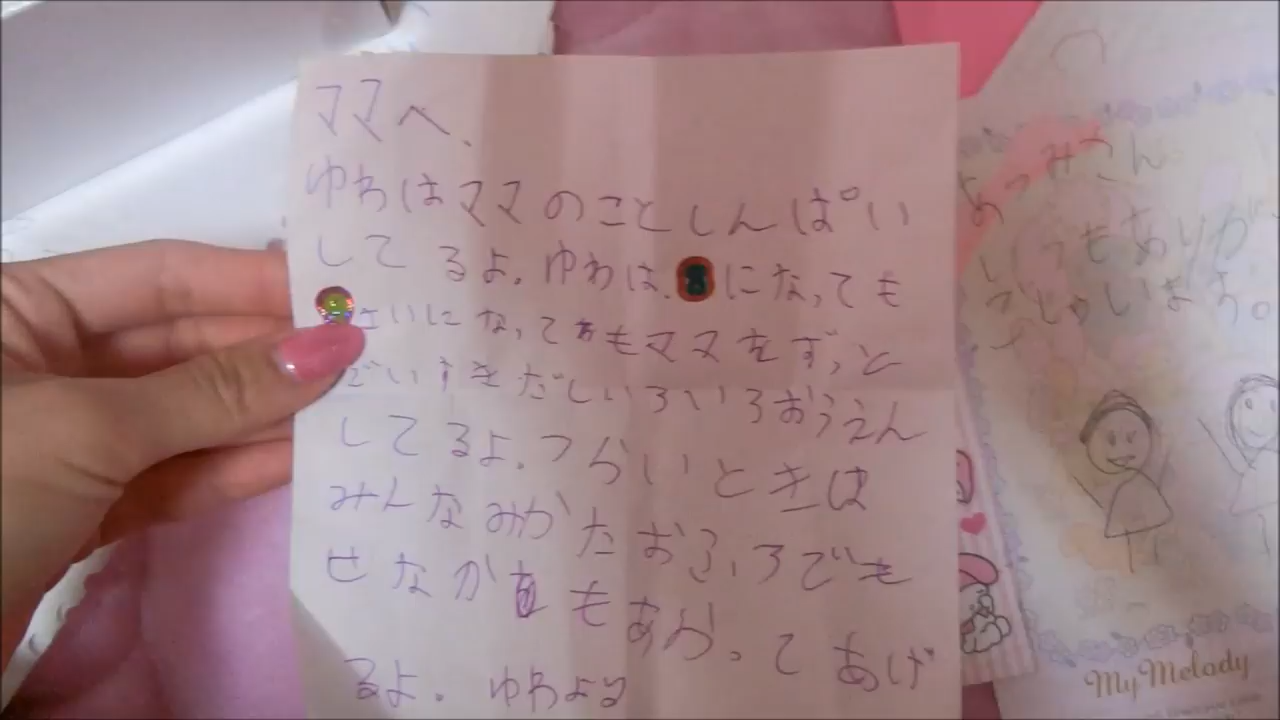 ママへ、
ゆわはママのことしんぱい
してるよ。ゆわは、8になっても
さいになってもママをずっと
だいすきだしいろいろおうえん
してるよ。つらいときは
みんなみかたおふろでも
せなかもあらってあげ
るよ。ゆわより
いつもありが
My Melody